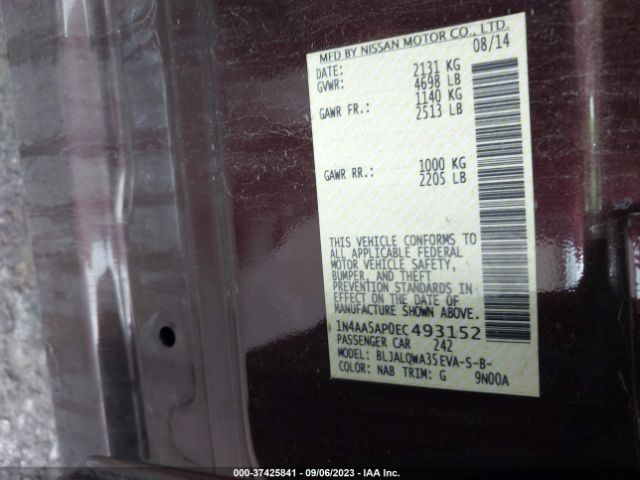 MFD BY NISSAN MOTOR CO., LTD.
DATE: 08/14
GVWR: 2131 KG
4698 LB
GAWR FR.: 1140 KG
2513 LB
GAWR RR.: 1000 KG
2205 LB
THIS VEHICLE CONFORMS TO
ALL APPLICABLE FEDERAL
MOTOR VEHICLE SAFETY,
BUMPER, AND THEFT
PREVENTION STANDARDS IN
EFFECT ON THE DATE OF
MANUFACTURE SHOWN ABOVE.
1N4AA5AP0EC493152
PASSENGER CAR 242
MODEL: BLJALQWA35EVA-S-B-
COLOR: NAB TRIM: G 9N00A
000-37425841 - 09/06/2023 - IAA Inc.